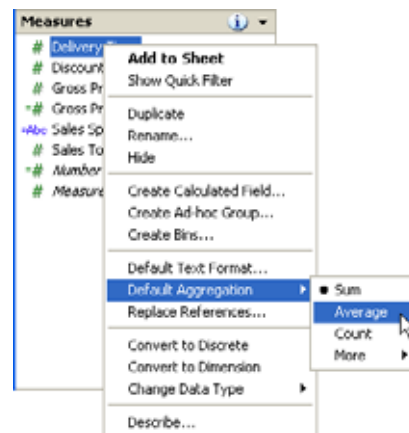 Measures
Delivery
Discount
Gross Pr
Gross Pr
Abc Sales Sp
Sales To
Number
Measure
Add to Sheet
Show Quick Filter
Duplicate
Rename...
Hide
Create Calculated Field...
Create Ad-hoc Group...
Create Bins...
Default Text Format...
Default Aggregation
Replace References...
Convert to Discrete
Convert to Dimension
Change Data Type
Describe...
Sum
Average
Count
More